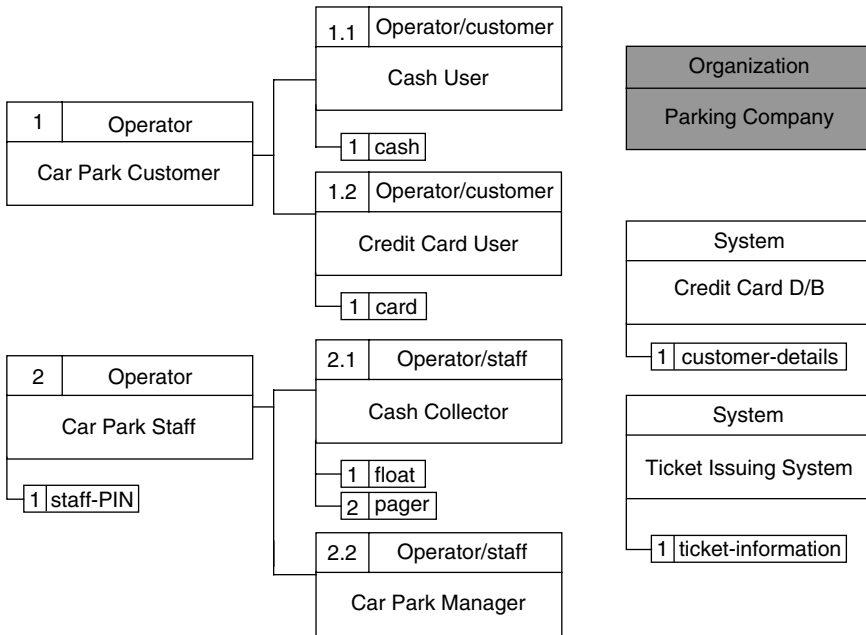 1 Operator
Car Park Customer
1.1 Operator/customer
Cash User
1 cash
1.2 Operator/customer
Credit Card User
1 card
2 Operator
Car Park Staff
1 staff-PIN
2.1 Operator/staff
Cash Collector
1 float
2 pager
2.2 Operator/staff
Car Park Manager
Organization
Parking Company
System
Credit Card D/B
1 customer-details
System
Ticket Issuing System
1 ticket-information